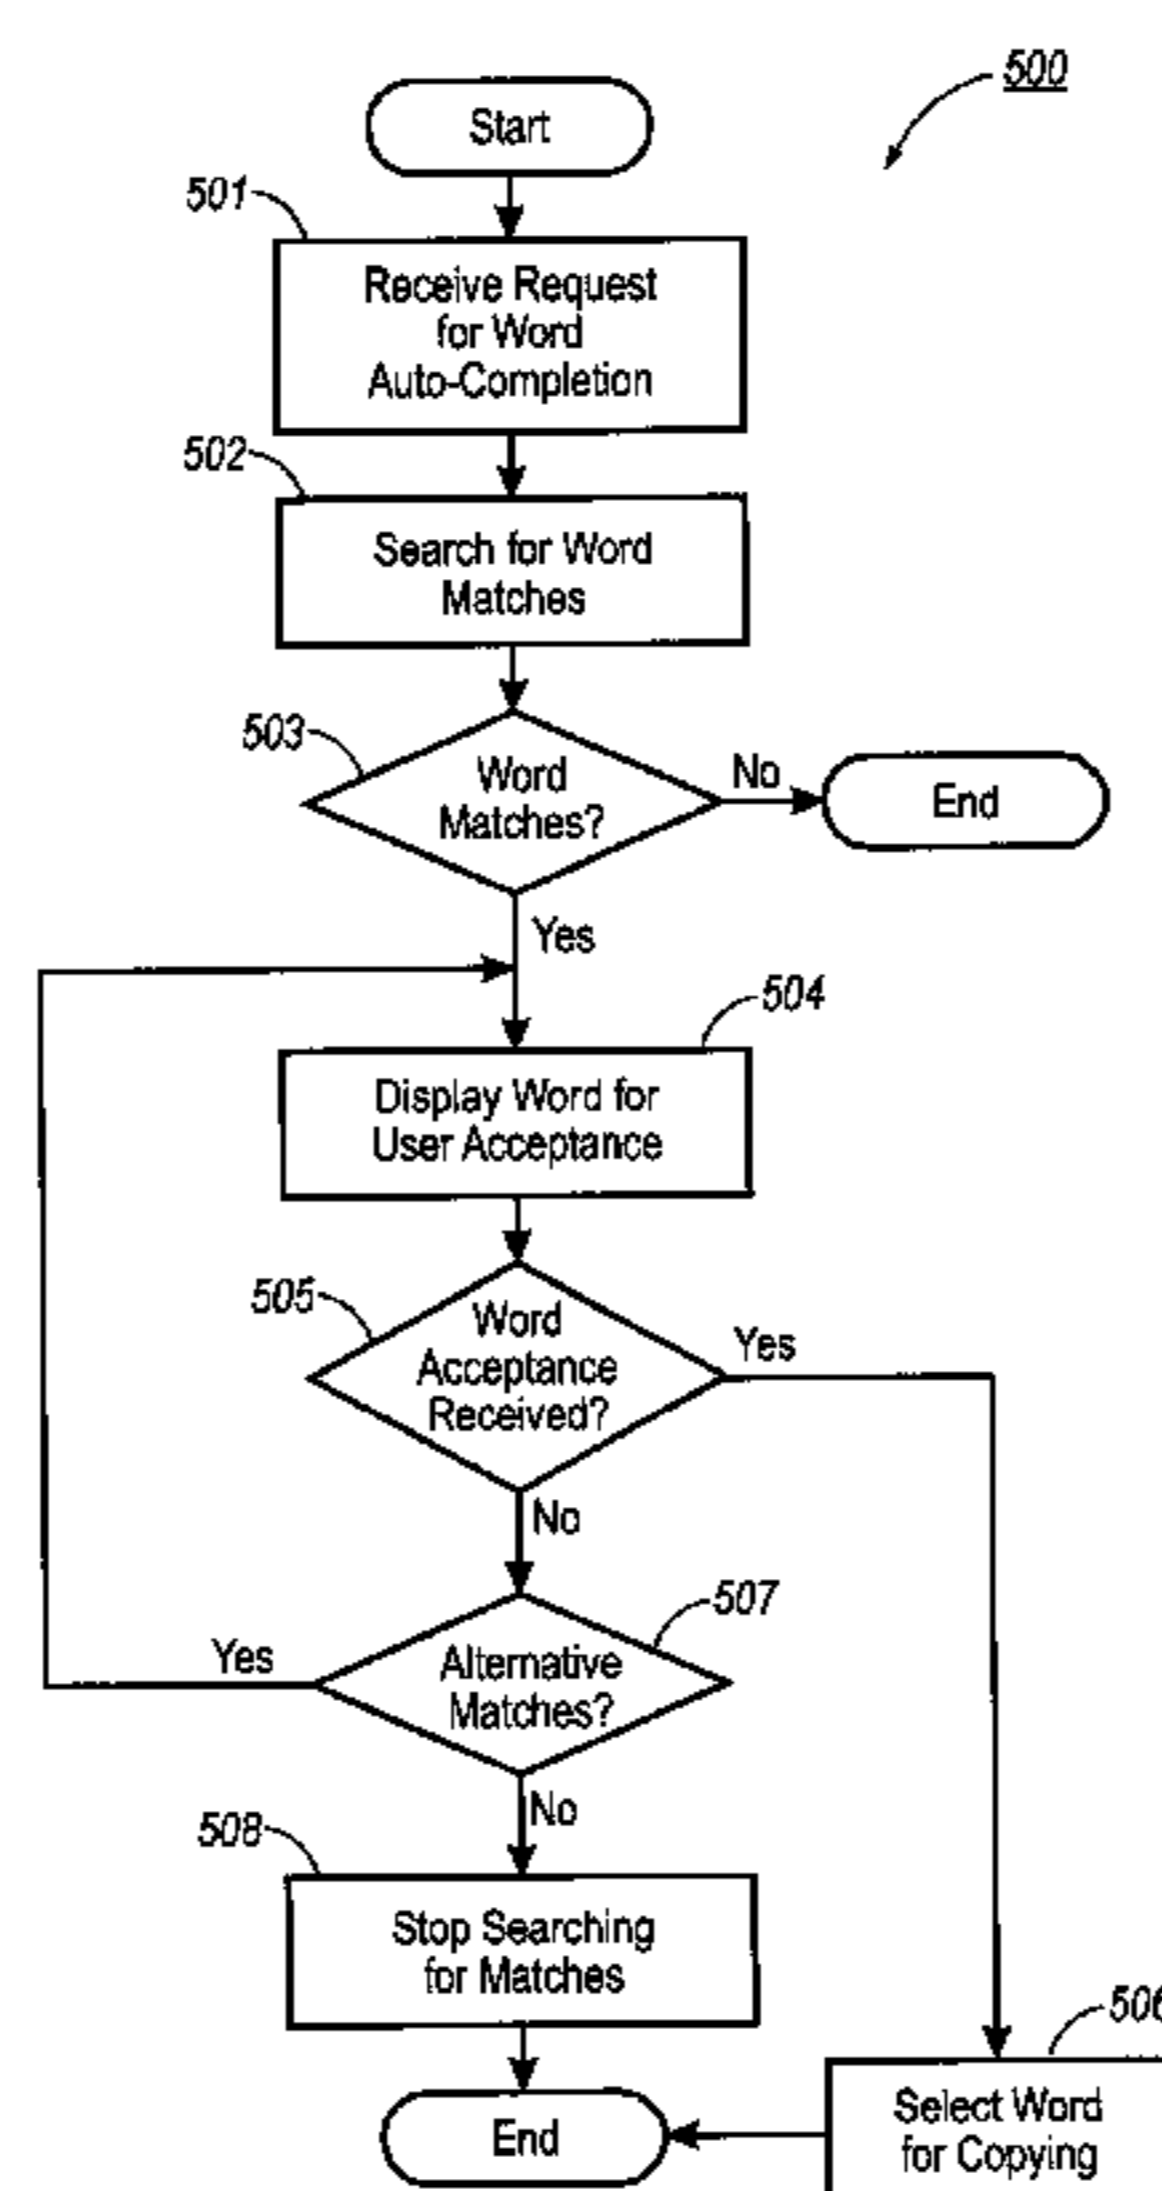 500
Start
501
Receive Request
for Word
Auto-Completion
502
Search for Word
Matches
503
Word
Matches?
No
End
Yes
504
Display Word for
User Acceptance
505
Word
Acceptance
Received?
Yes
No
507
Alternative
Matches?
Yes
No
508
Stop Searching
for Matches
506
Select Word
for Copying
End